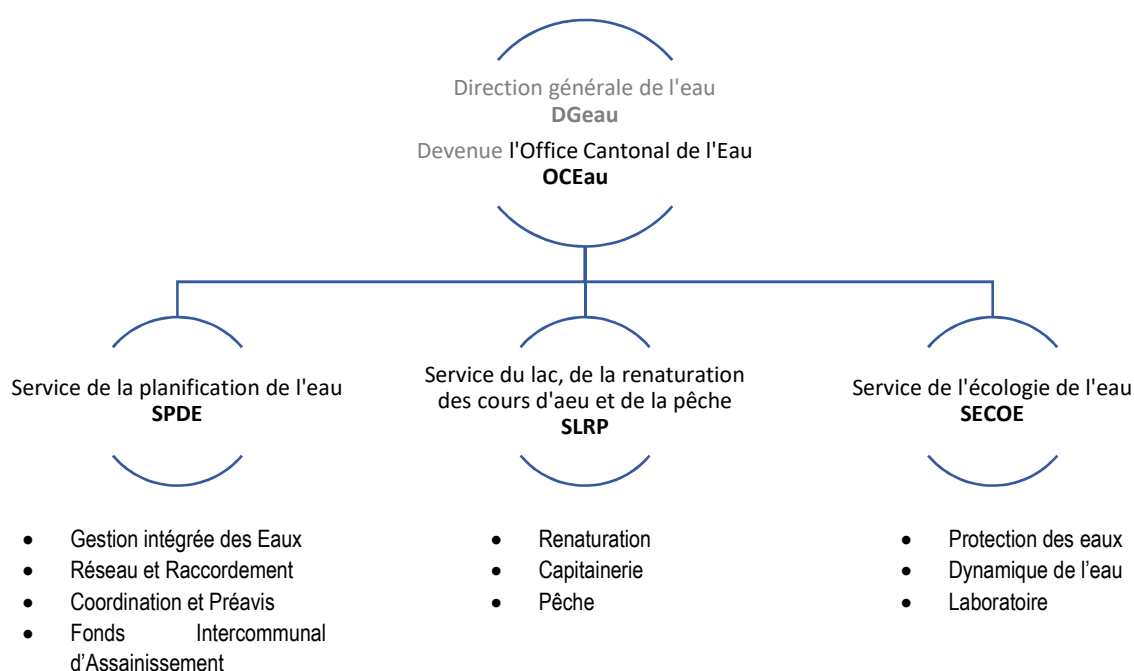 Direction générale de l'eau
DGeau
Devenue l'Office Cantonal de l'Eau
OCEau
Service de la planification de l'eau
SPDE
Service du lac, de la renaturation
des cours d'aeu et de la pêche
SLRP
Service de l'écologie de l'eau
SECOE
• Gestion intégrée des Eaux
• Réseau et Raccordement
• Coordination et Préavis
• Fonds Intercommunal
d'Assainissement
• Renaturation
• Capitainerie
• Pêche
• Protection des eaux
• Dynamique de l’eau
• Laboratoire